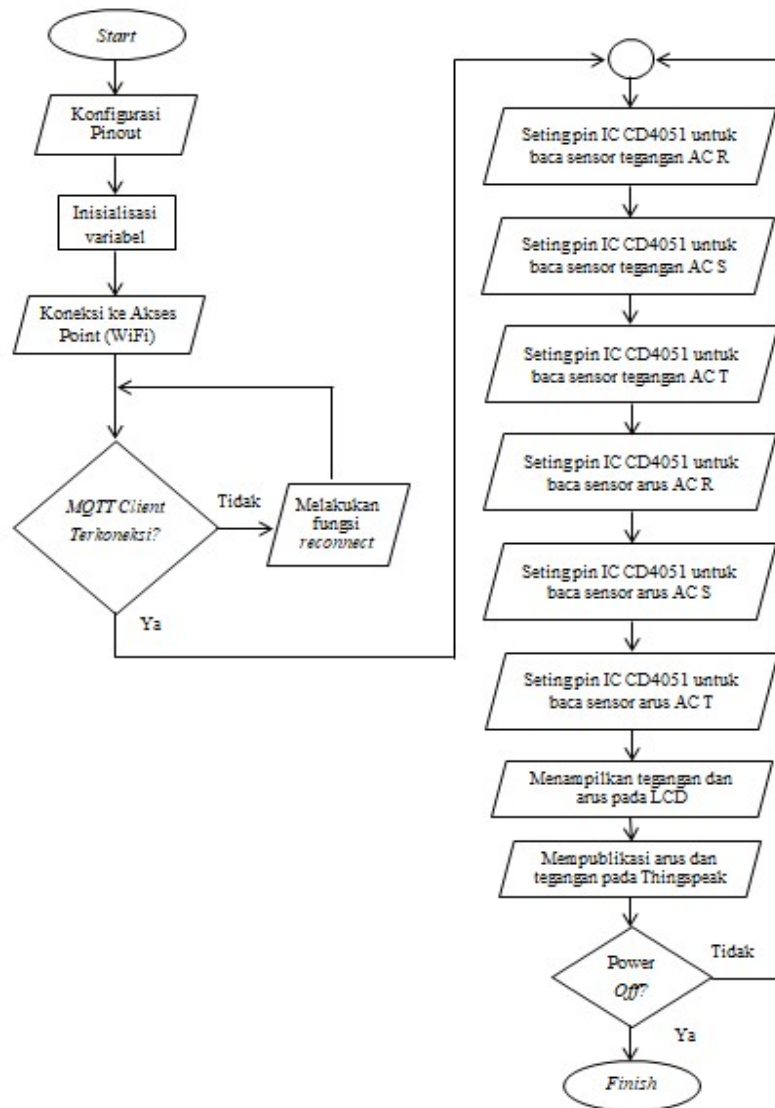 Start
Konfigurasi
Pinout
Inisialisasi
variabel
Koneksi ke Akses
Point (WiFi)
MQTT Client
Terkoneksi?
Tidak
Melakukan
fungsi
reconnect
Ya
Seting pin IC CD4051 untuk
baca sensor tegangan AC R
Seting pin IC CD4051 untuk
baca sensor tegangan AC S
Seting pin IC CD4051 untuk
baca sensor tegangan AC T
Seting pin IC CD4051 untuk
baca sensor arus AC R
Seting pin IC CD4051 untuk
baca sensor arus AC S
Seting pin IC CD4051 untuk
baca sensor arus AC T
Menampilkan tegangan dan
arus pada LCD
Mempublikasi arus dan
tegangan pada Thingspeak
Power
Off?
Tidak
Ya
Finish